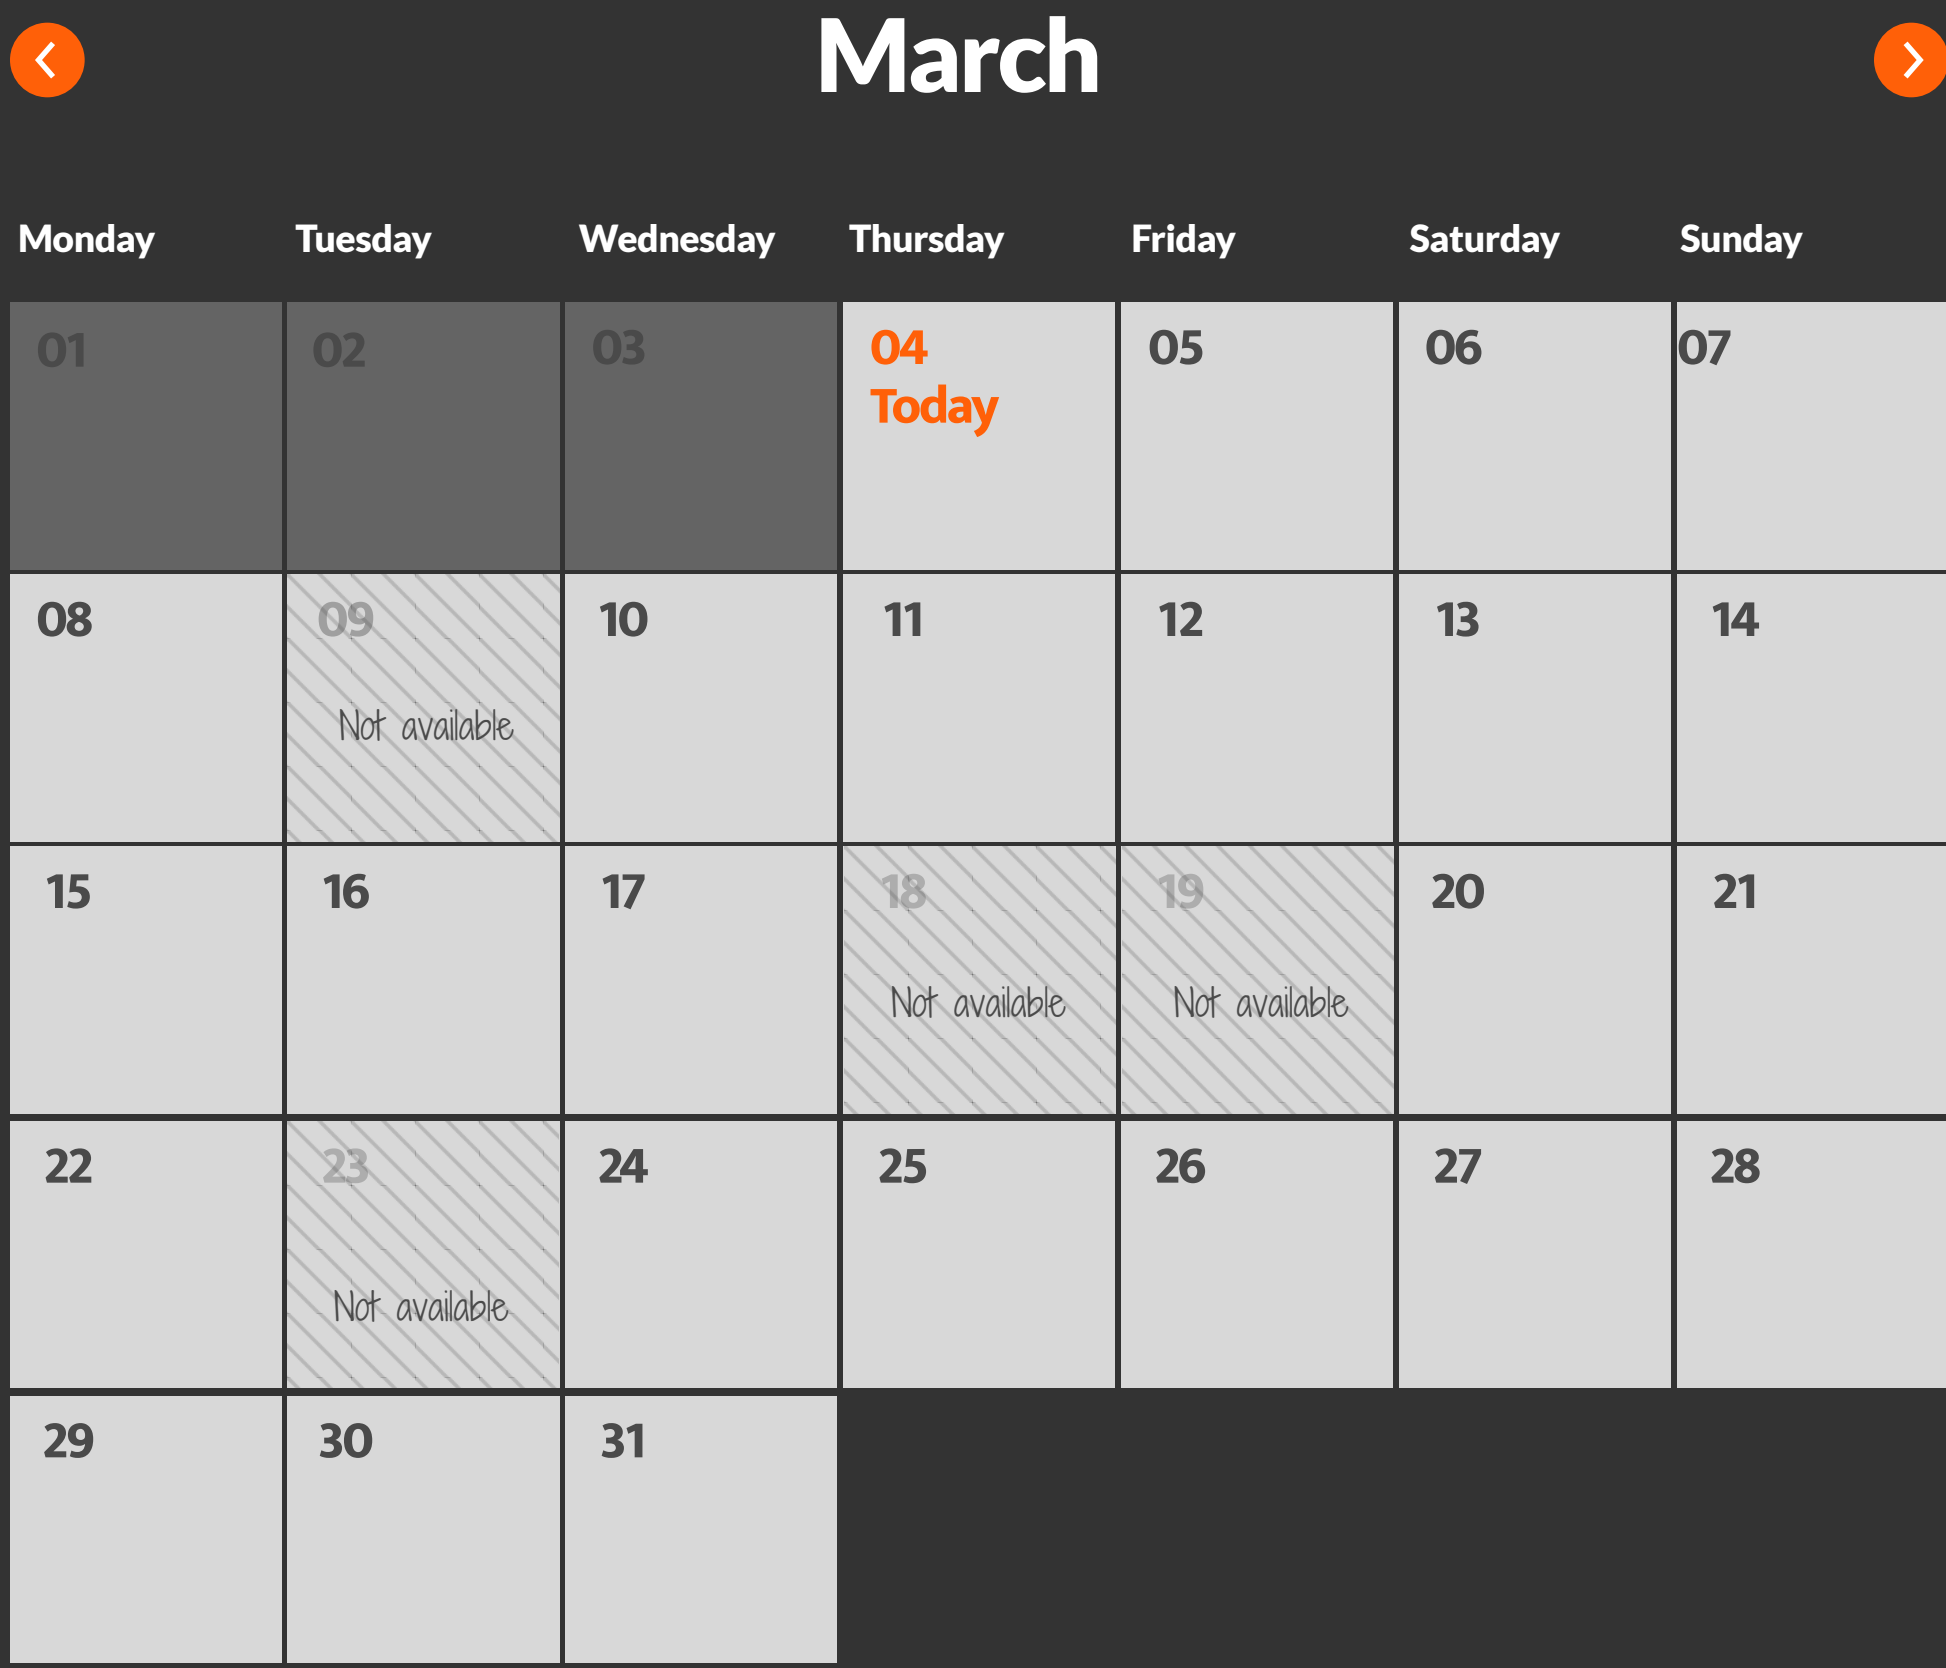 March
Monday Tuesday Wednesday Thursday Friday Saturday Sunday
01 02 03 04 05 06 07
Today
08 09 10 11 12 13 14
Not available
15 16 17 18 19 20 21
Not available Not available
22 23 24 25 26 27 28
Not available
29 30 31